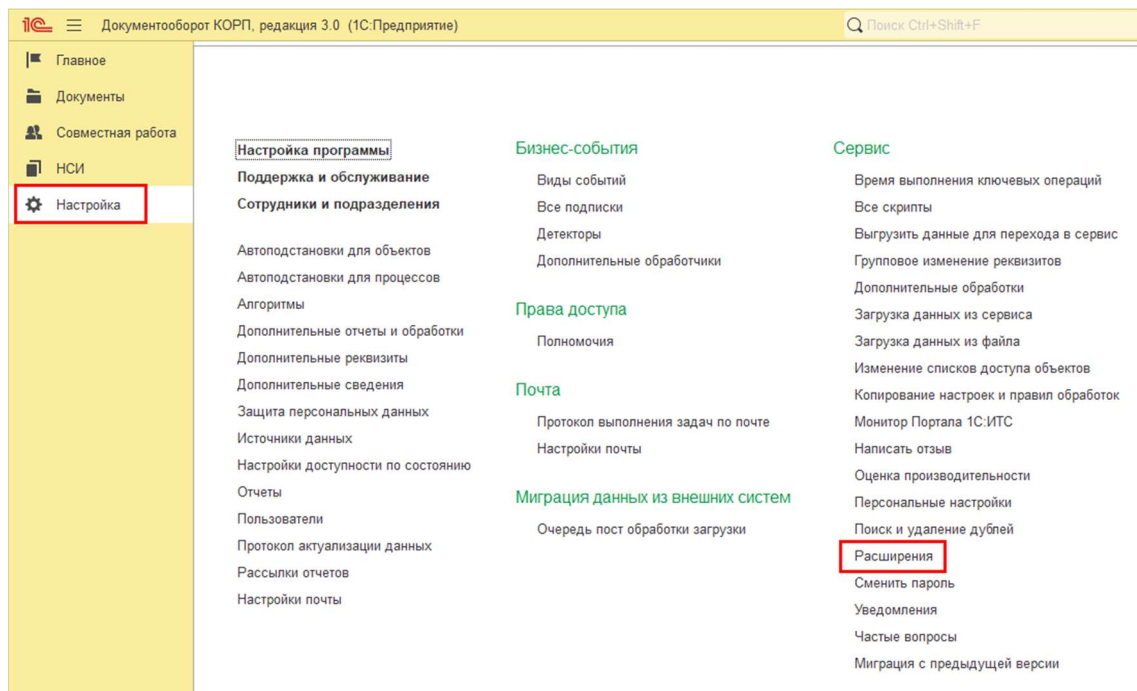 1С Документооборот КОРП, редакция 3.0 (1С:Предприятие)
Поиск Ctrl+Shift+F
Главное
Документы
Совместная работа
НСИ
Настройка
Настройка программы
Поддержка и обслуживание
Сотрудники и подразделения
Автоподстановки для объектов
Автоподстановки для процессов
Алгоритмы
Дополнительные отчеты и обработки
Дополнительные реквизиты
Дополнительные сведения
Защита персональных данных
Источники данных
Настройки доступности по состоянию
Отчеты
Пользователи
Протокол актуализации данных
Рассылки отчетов
Настройки почты
Бизнес-события
Виды событий
Все подписки
Детекторы
Дополнительные обработчики
Права доступа
Полномочия
Почта
Протокол выполнения задач по почте
Настройки почты
Миграция данных из внешних систем
Очередь пост обработки загрузки
Сервис
Время выполнения ключевых операций
Все скрипты
Выгрузить данные для перехода в сервис
Групповое изменение реквизитов
Дополнительные обработки
Загрузка данных из сервиса
Загрузка данных из файла
Изменение списков доступа объектов
Копирование настроек и правил обработок
Монитор Портала 1С:ИТС
Написать отзыв
Оценка производительности
Персональные настройки
Поиск и удаление дублей
Расширения
Сменить пароль
Уведомления
Частые вопросы
Миграция с предыдущей версии